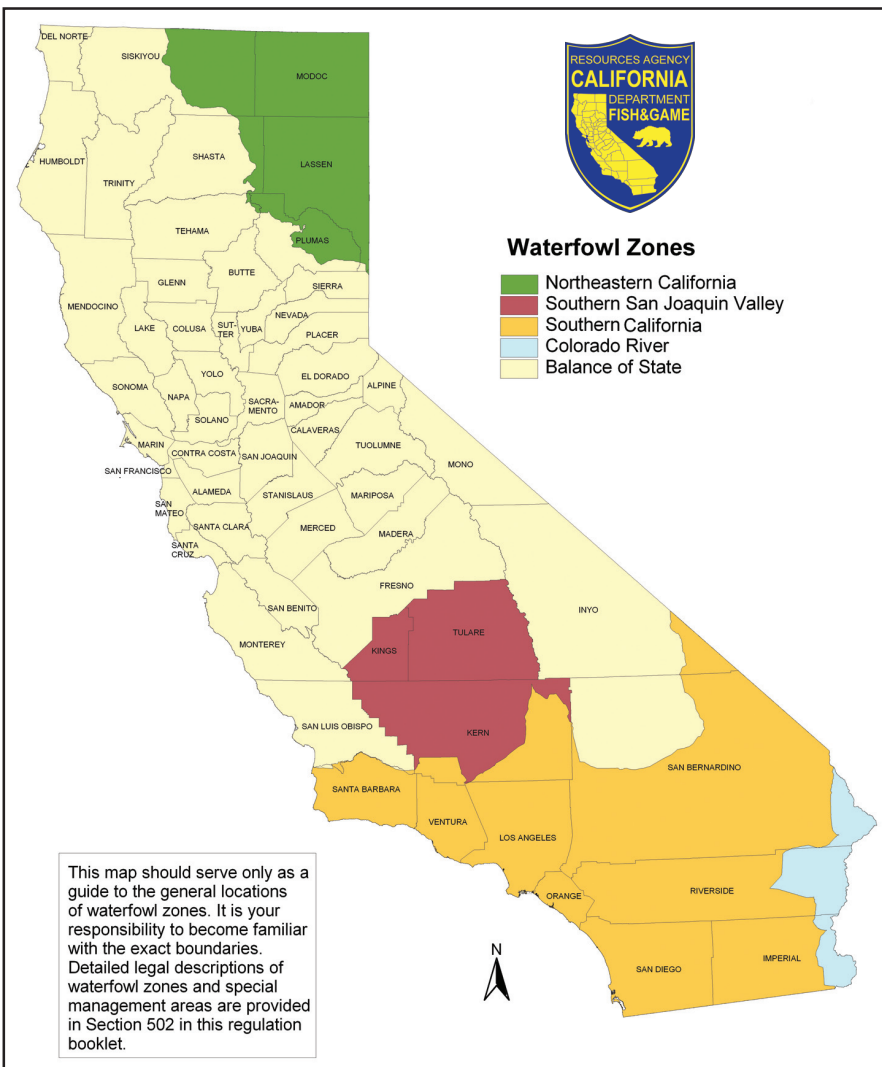 DEL NORTE
SISKIYOU
MODOC
RESOURCES AGENCY
CALIFORNIA
DEPARTMENT
FISH&GAME
HUMBOLDT
TRINITY
SHASTA
LASSEN
TEHAMA
PLUMAS
Waterfowl Zones
Northeastern California
Southern San Joaquin Valley
Southern California
Colorado River
Balance of State
MENDOCINO
GLENN
BUTTE
SIERRA
LAKE
COLUSA
SUT-
TER
YUBA
NEVADA
PLACER
SONOMA
NAPA
YOLO
SOLANO
SACRA-
MENTO
EL DORADO
AMADOR
ALPINE
CALAVERAS
MARIN
CONTRA COSTA
SAN JOAQUIN
TUOLUMNE
MONO
SAN FRANCISCO
ALAMEDA
STANISLAUS
MARIPOSA
SAN
MATEO
SANTA CLARA
MERCED
MADERA
SANTA
CRUZ
FRESNO
SAN BENITO
INYO
MONTEREY
KINGS
TULARE
SAN LUIS OBISPO
KERN
SAN BERNARDINO
SANTA BARBARA
VENTURA
LOS ANGELES
ORANGE
RIVERSIDE
SAN DIEGO
IMPERIAL
N
This map should serve only as a
guide to the general locations
of waterfowl zones. It is your
responsibility to become familiar
with the exact boundaries.
Detailed legal descriptions of
waterfowl zones and special
management areas are provided
in Section 502 in this regulation
booklet.